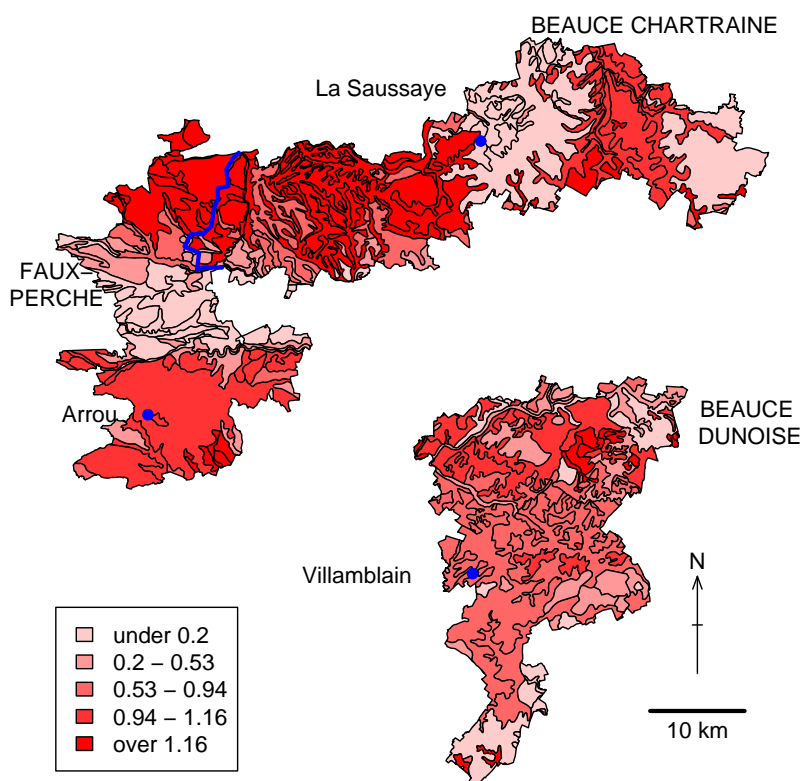 BEAUCE CHARTRAINE
La Saussaye
FAUX−
PERCHE
Arrou
BEAUCE
DUNOISE
Villamblain
N
under 0.2
0.2 − 0.53
0.53 − 0.94
0.94 − 1.16
over 1.16
10 km